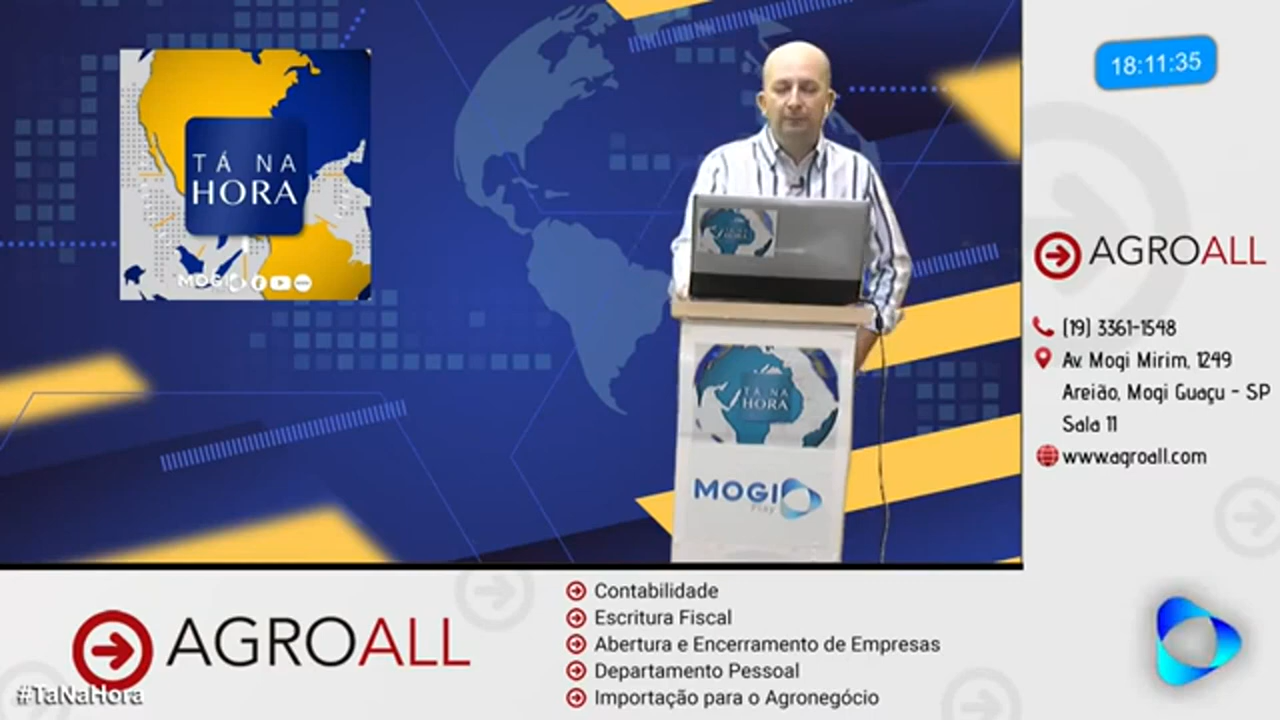 18:11:35
TÁ NA
HORA
MOGI
AGROALL
(19) 3361-1548
Av. Mogi Mirim, 1249
Areião, Mogi Guaçu - SP
Sala 11
www.agroall.com
TÁ NA
HORA
MOGI
Play
AGROALL
#TaNaHora
Contabilidade
Escritura Fiscal
Abertura e Encerramento de Empresas
Departamento Pessoal
Importação para o Agronegócio